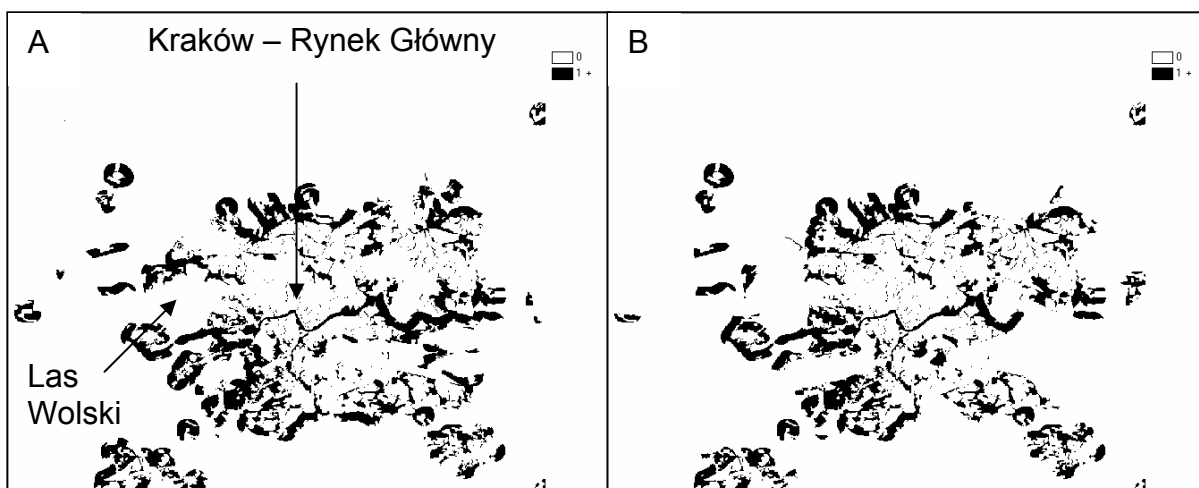 A
Kraków – Rynek Główny
0
1 +
Las
Wolski
B
0
1 +